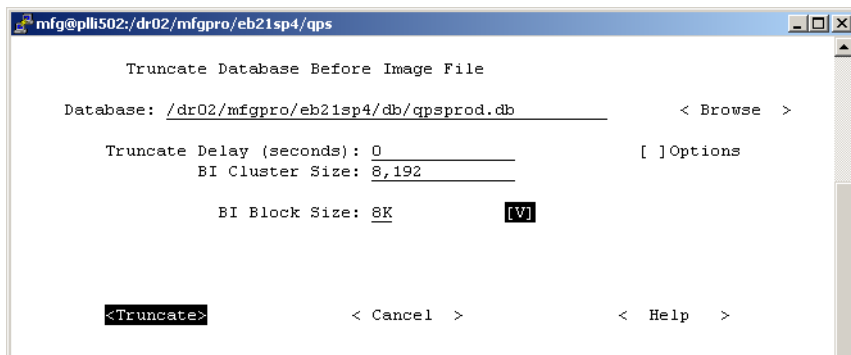 mfg@plli502:/dr02/mfgpro/eb21sp4/qps
Truncate Database Before Image File
Database: /dr02/mfgpro/eb21sp4/db/qpsprod.db < Browse >
Truncate Delay (seconds): 0 [ ]Options
BI Cluster Size: 8,192
BI Block Size: 8K [V]
<Truncate> < Cancel > < Help >